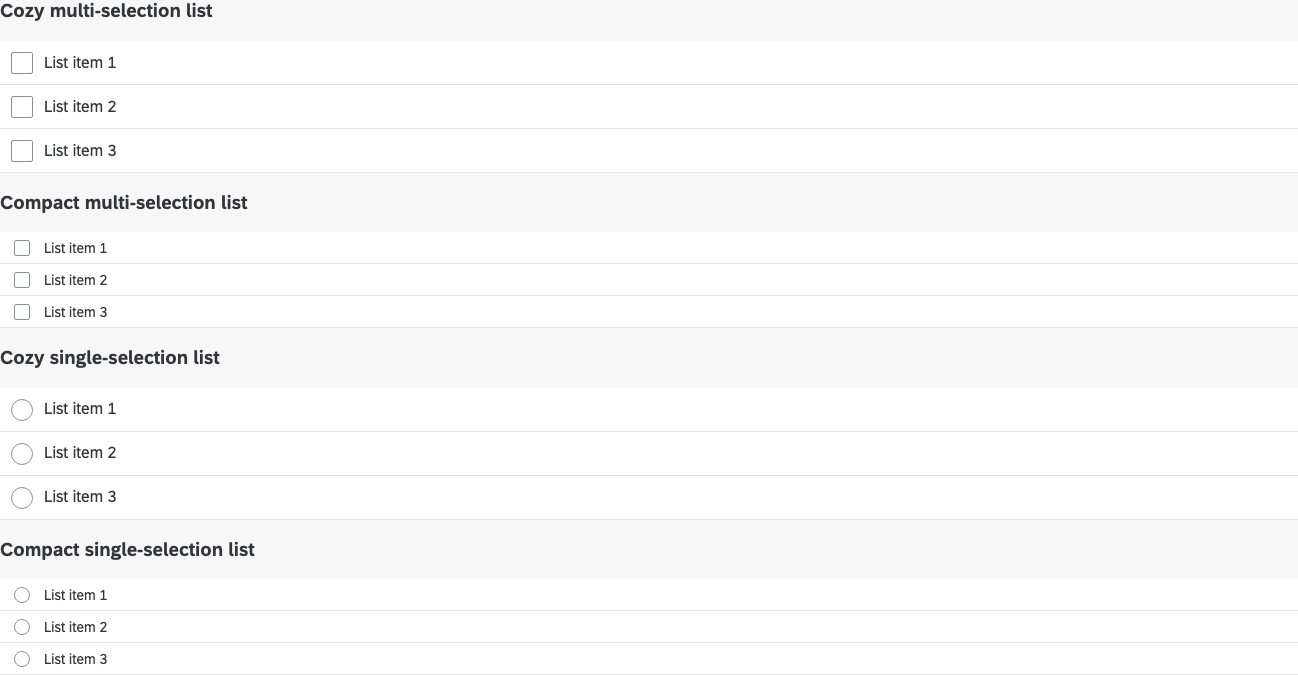 Cozy multi-selection list
List item 1
List item 2
List item 3
Compact multi-selection list
List item 1
List item 2
List item 3
Cozy single-selection list
List item 1
List item 2
List item 3
Compact single-selection list
List item 1
List item 2
List item 3